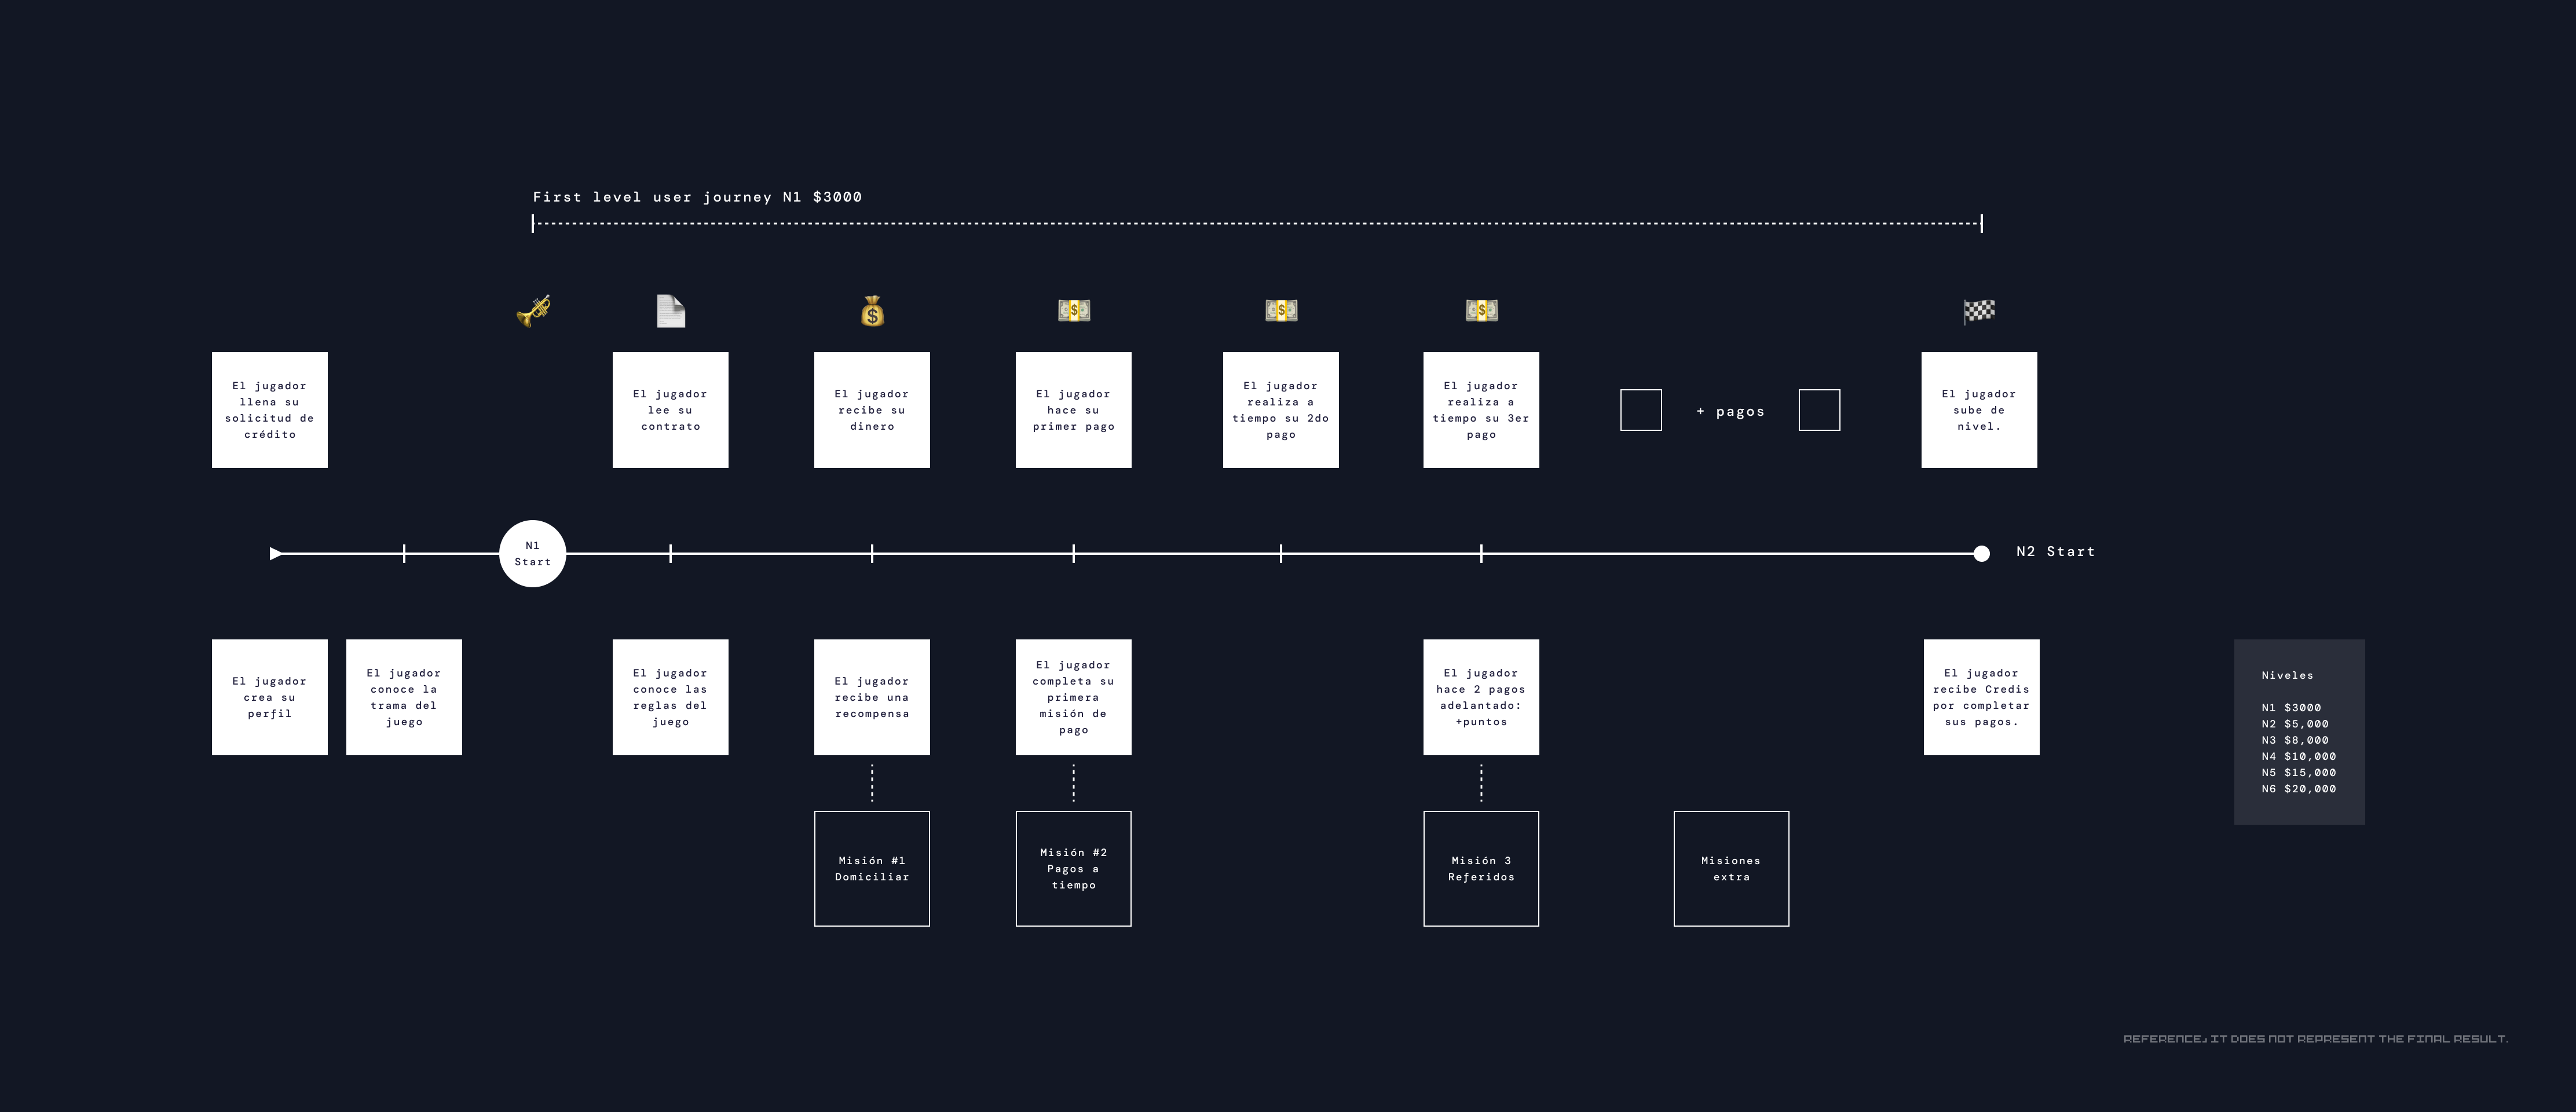 First level user journey N1 $3000
El jugador
llena su
solicitud de
crédito
El jugador
lee su
contrato
El jugador
recibe su
dinero
El jugador
hace su
primer pago
El jugador
realiza a
tiempo su 2do
pago
El jugador
realiza a
tiempo su 3er
pago
+ pagos
El jugador
sube de
nivel.
N1
Start
N2 Start
El jugador
crea su
perfil
El jugador
conoce la
trama del
juego
El jugador
conoce las
reglas del
juego
El jugador
recibe una
recompensa
El jugador
completa su
primera
misión de
pago
El jugador
hace 2 pagos
adelantado:
+puntos
El jugador
recibe Credis
por completar
sus pagos.
Niveles
N1 $3000
N2 $5,000
N3 $8,000
N4 $10,000
N5 $15,000
N6 $20,000
Misión #1
Domiciliar
Misión #2
Pagos a
tiempo
Misión 3
Referidos
Misiones
extra
REFERENCE, IT DOES NOT REPRESENT THE FINAL RESULT.